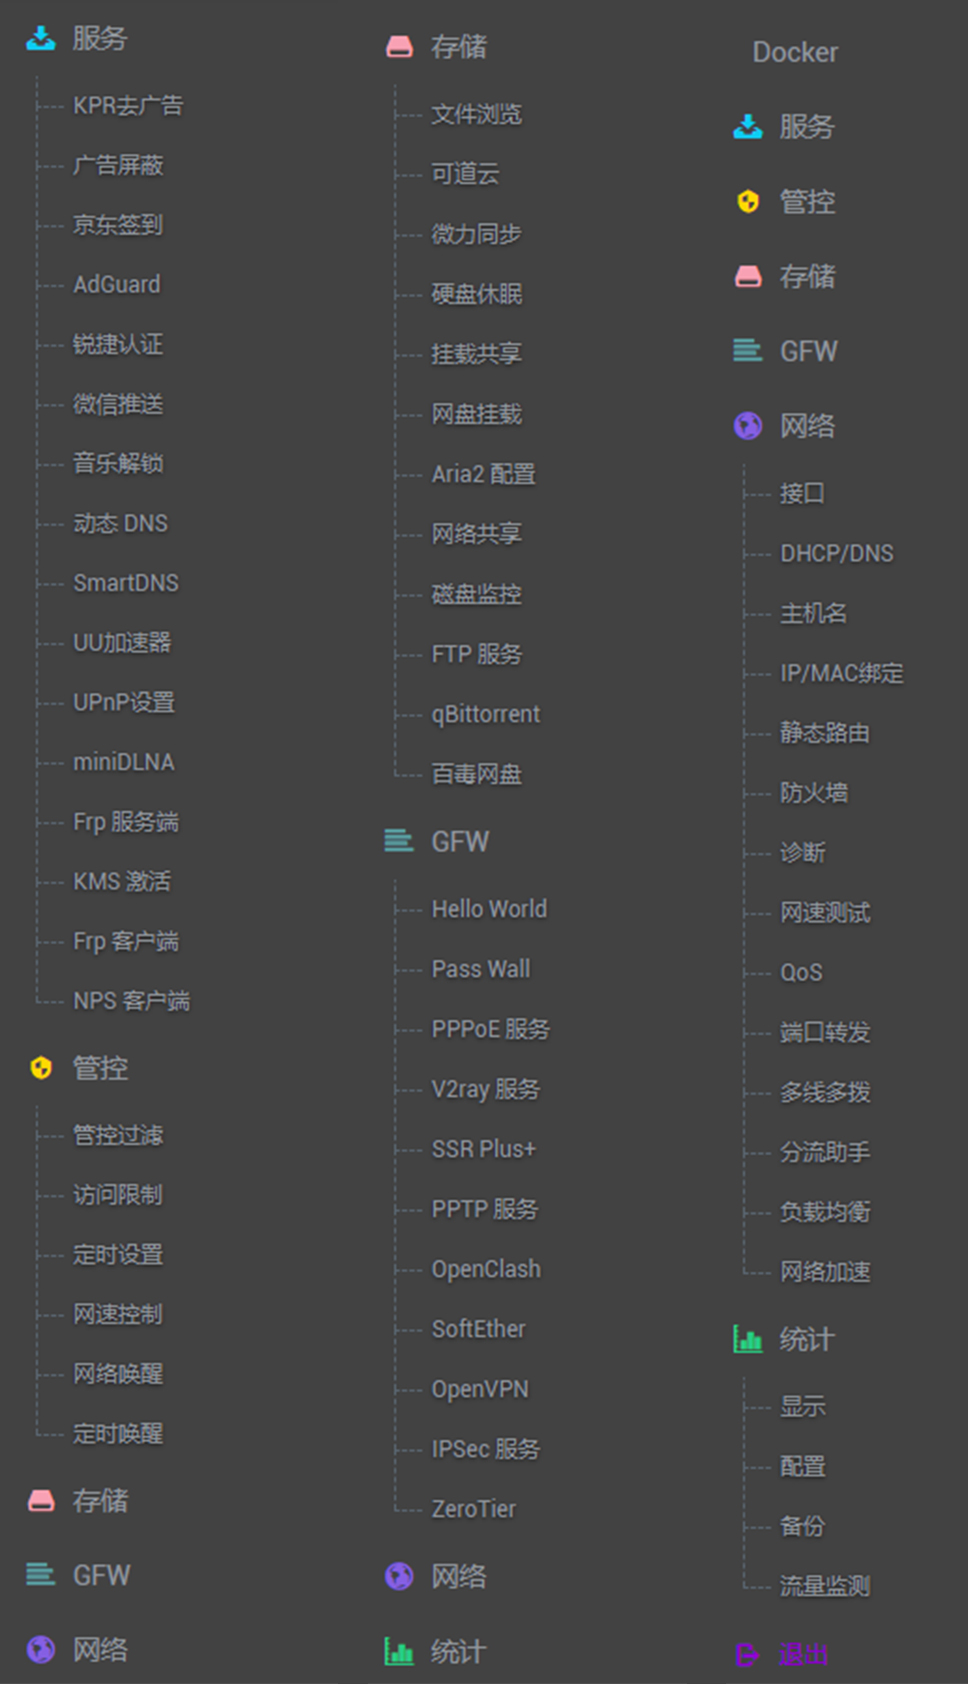 服务
KPR去广告
广告屏蔽
京东签到
AdGuard
锐捷认证
微信推送
音乐解锁
动态 DNS
SmartDNS
UU加速器
UPnP设置
miniDLNA
Frp 服务端
KMS 激活
Frp 客户端
NPS 客户端
管控
管控过滤
访问限制
定时设置
网速控制
网络唤醒
定时唤醒
存储
GFW
网络
存储
文件浏览
可道云
微力同步
硬盘休眠
挂载共享
网盘挂载
Aria2 配置
网络共享
磁盘监控
FTP 服务
qBittorrent
百毒网盘
GFW
Hello World
Pass Wall
PPPoE 服务
V2ray 服务
SSR Plus+
PPTP 服务
OpenClash
SoftEther
OpenVPN
IPSec 服务
ZeroTier
网络
统计
Docker
服务
管控
存储
GFW
网络
接口
DHCP/DNS
主机名
IP/MAC绑定
静态路由
防火墙
诊断
网速测试
QoS
端口转发
多线多拨
分流助手
负载均衡
网络加速
统计
显示
配置
备份
流量监测
退出